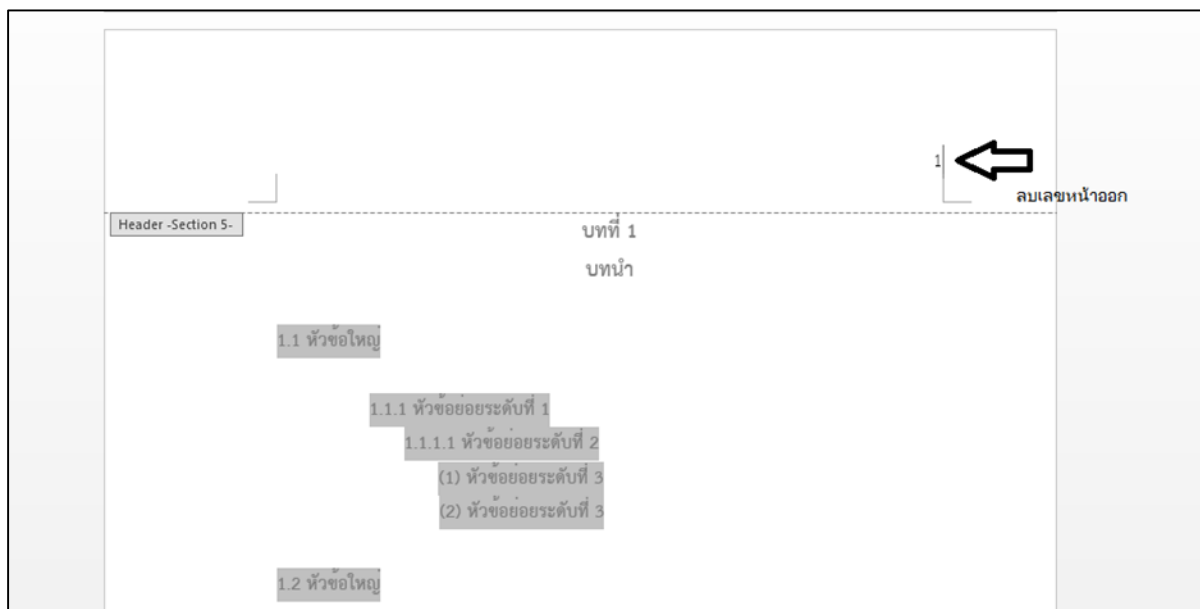 1
ลบเลขหน้าออก
Header -Section 5-
บทที่ 1
บทนำ
1.1 หัวข้อใหญ่
1.1.1 หัวข้อย่อยระดับที่ 1
1.1.1.1 หัวข้อย่อยระดับที่ 2
(1) หัวข้อย่อยระดับที่ 3
(2) หัวข้อย่อยระดับที่ 3
1.2 หัวข้อใหญ่